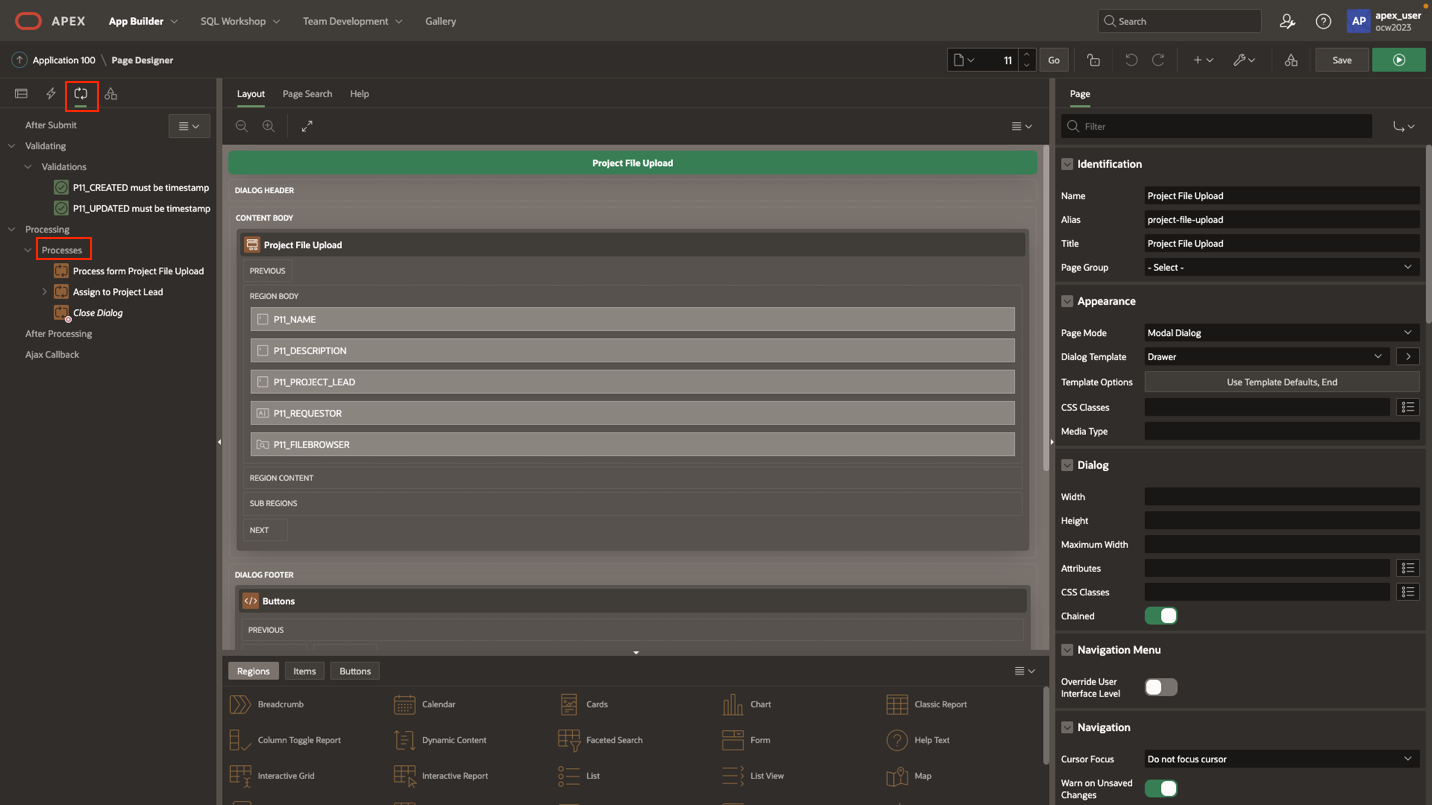 APEX App Builder SQL Workshop Team Development Gallery Search AP apex_user
ocw2023
Application 100 \ Page Designer 11 Go Save
Layout Page Search Help
Page
After Submit
Validating
Validations
P11_CREATED must be timestamp
P11_UPDATED must be timestamp
Processing
Processes
Process form Project File Upload
Assign to Project Lead
Close Dialog
After Processing
Ajax Callback
Project File Upload
DIALOG HEADER
CONTENT BODY
Project File Upload
PREVIOUS
REGION BODY
P11_NAME
P11_DESCRIPTION
P11_PROJECT_LEAD
P11_REQUESTOR
P11_FILEBROWSER
REGION CONTENT
SUB REGIONS
NEXT
DIALOG FOOTER
Buttons
PREVIOUS
Regions Items Buttons
Breadcrumb Calendar Cards Chart Classic Report
Column Toggle Report Dynamic Content Faceted Search Form Help Text
Interactive Grid Interactive Report List List View Map
Filter
Identification
Name Project File Upload
Alias project-file-upload
Title Project File Upload
Page Group - Select -
Appearance
Page Mode Modal Dialog
Dialog Template Drawer
Template Options Use Template Defaults, End
CSS Classes
Media Type
Dialog
Width
Height
Maximum Width
Attributes
CSS Classes
Chained
Navigation Menu
Override User
Interface Level
Navigation
Cursor Focus Do not focus cursor
Warn on Unsaved
Changes